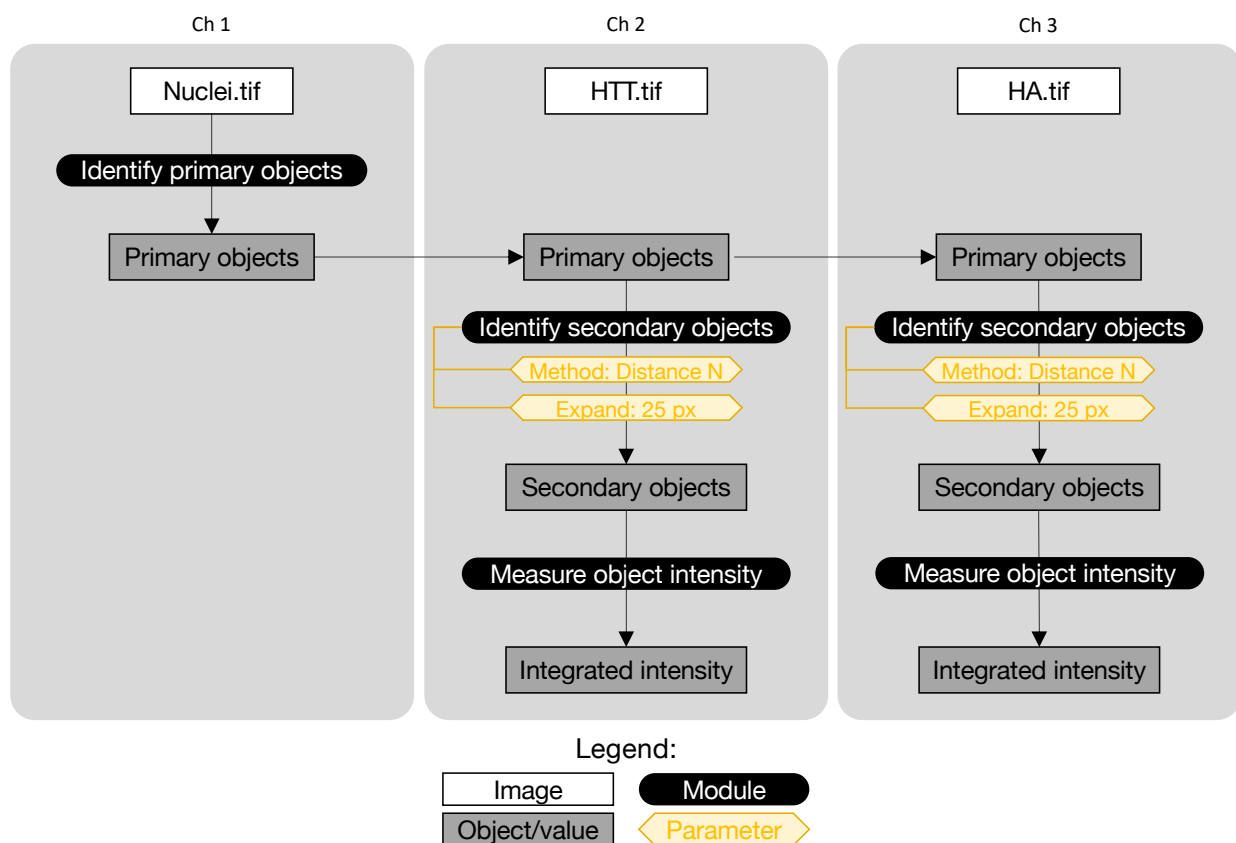 Ch 1
Ch 2
Ch 3
Nuclei.tif
HTT.tif
HA.tif
Identify primary objects
Primary objects
Primary objects
Primary objects
Identify secondary objects
Identify secondary objects
Method: Distance N
Method: Distance N
Expand: 25 px
Expand: 25 px
Secondary objects
Secondary objects
Measure object intensity
Measure object intensity
Integrated intensity
Integrated intensity
Legend:
Image
Module
Object/value
Parameter